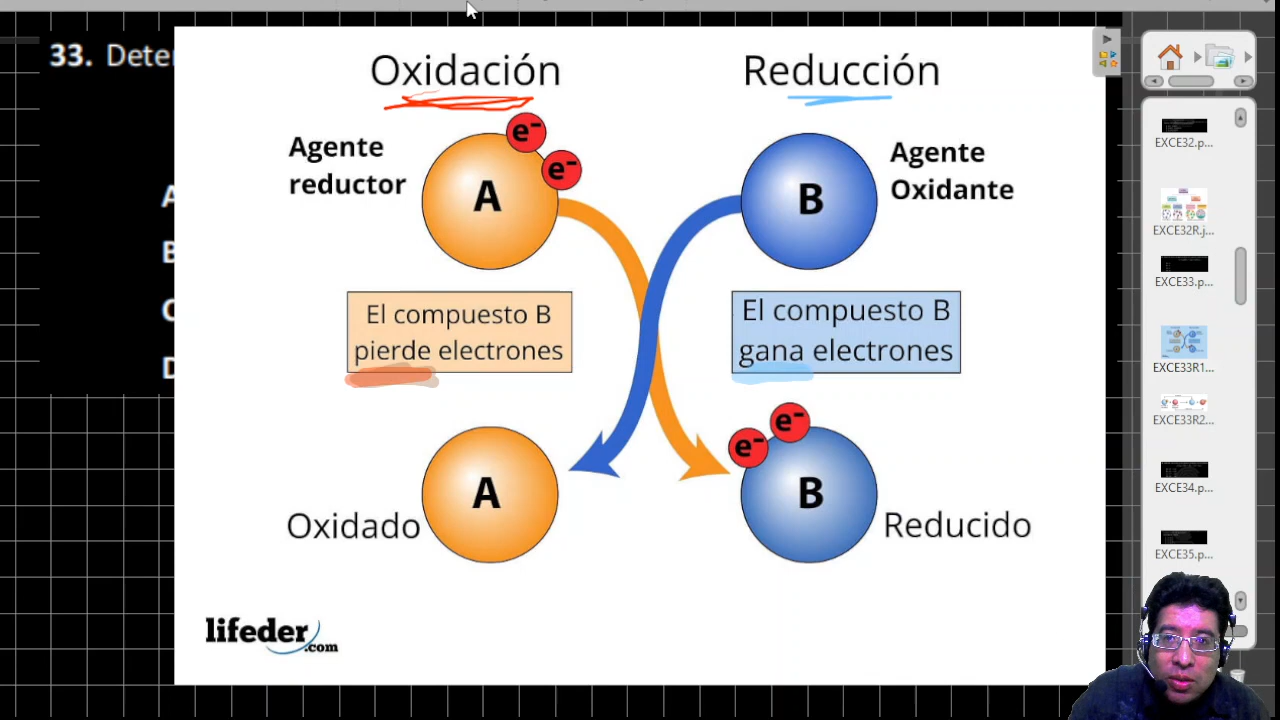 33. Deter
A
B
C
D
Oxidación
Reducción
Agente
reductor
e-
e-
A
B
Agente
Oxidante
El compuesto B
pierde electrones
El compuesto B
gana electrones
e-
e-
A
B
Oxidado
Reducido
lifeder
.com
EXCE32.p...
EXCE32R.j...
EXCE33.p...
EXCE33R1...
EXCE33R2...
EXCE34.p...
EXCE35.p...